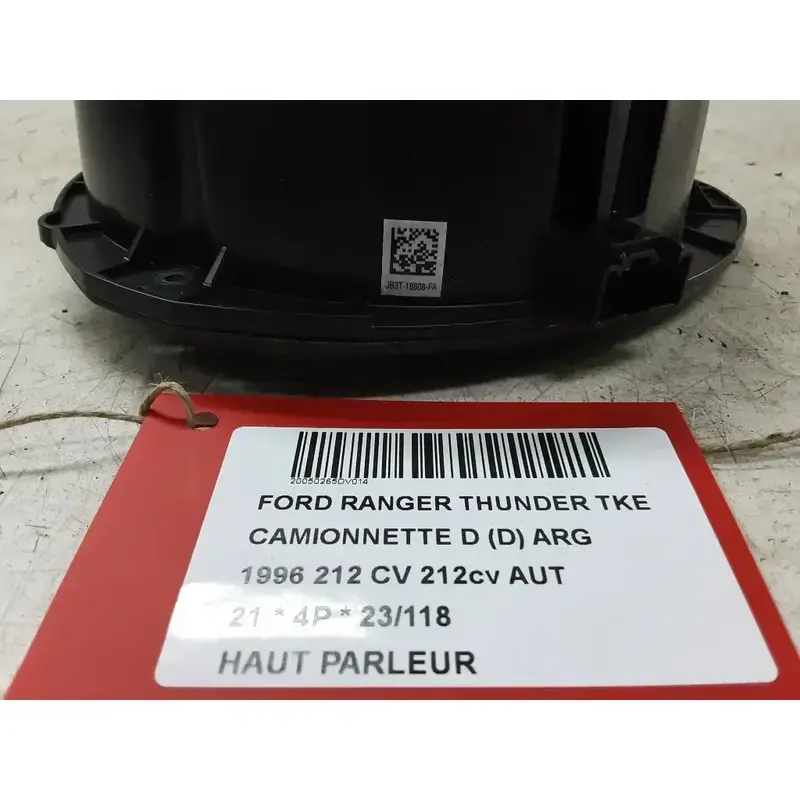 JB3T-18808-FA
20050265DV014
FORD RANGER THUNDER TKE
CAMIONNETTE D (D) ARG
1996 212 CV 212cv AUT
21 * 4P * 23/118
HAUT PARLEUR